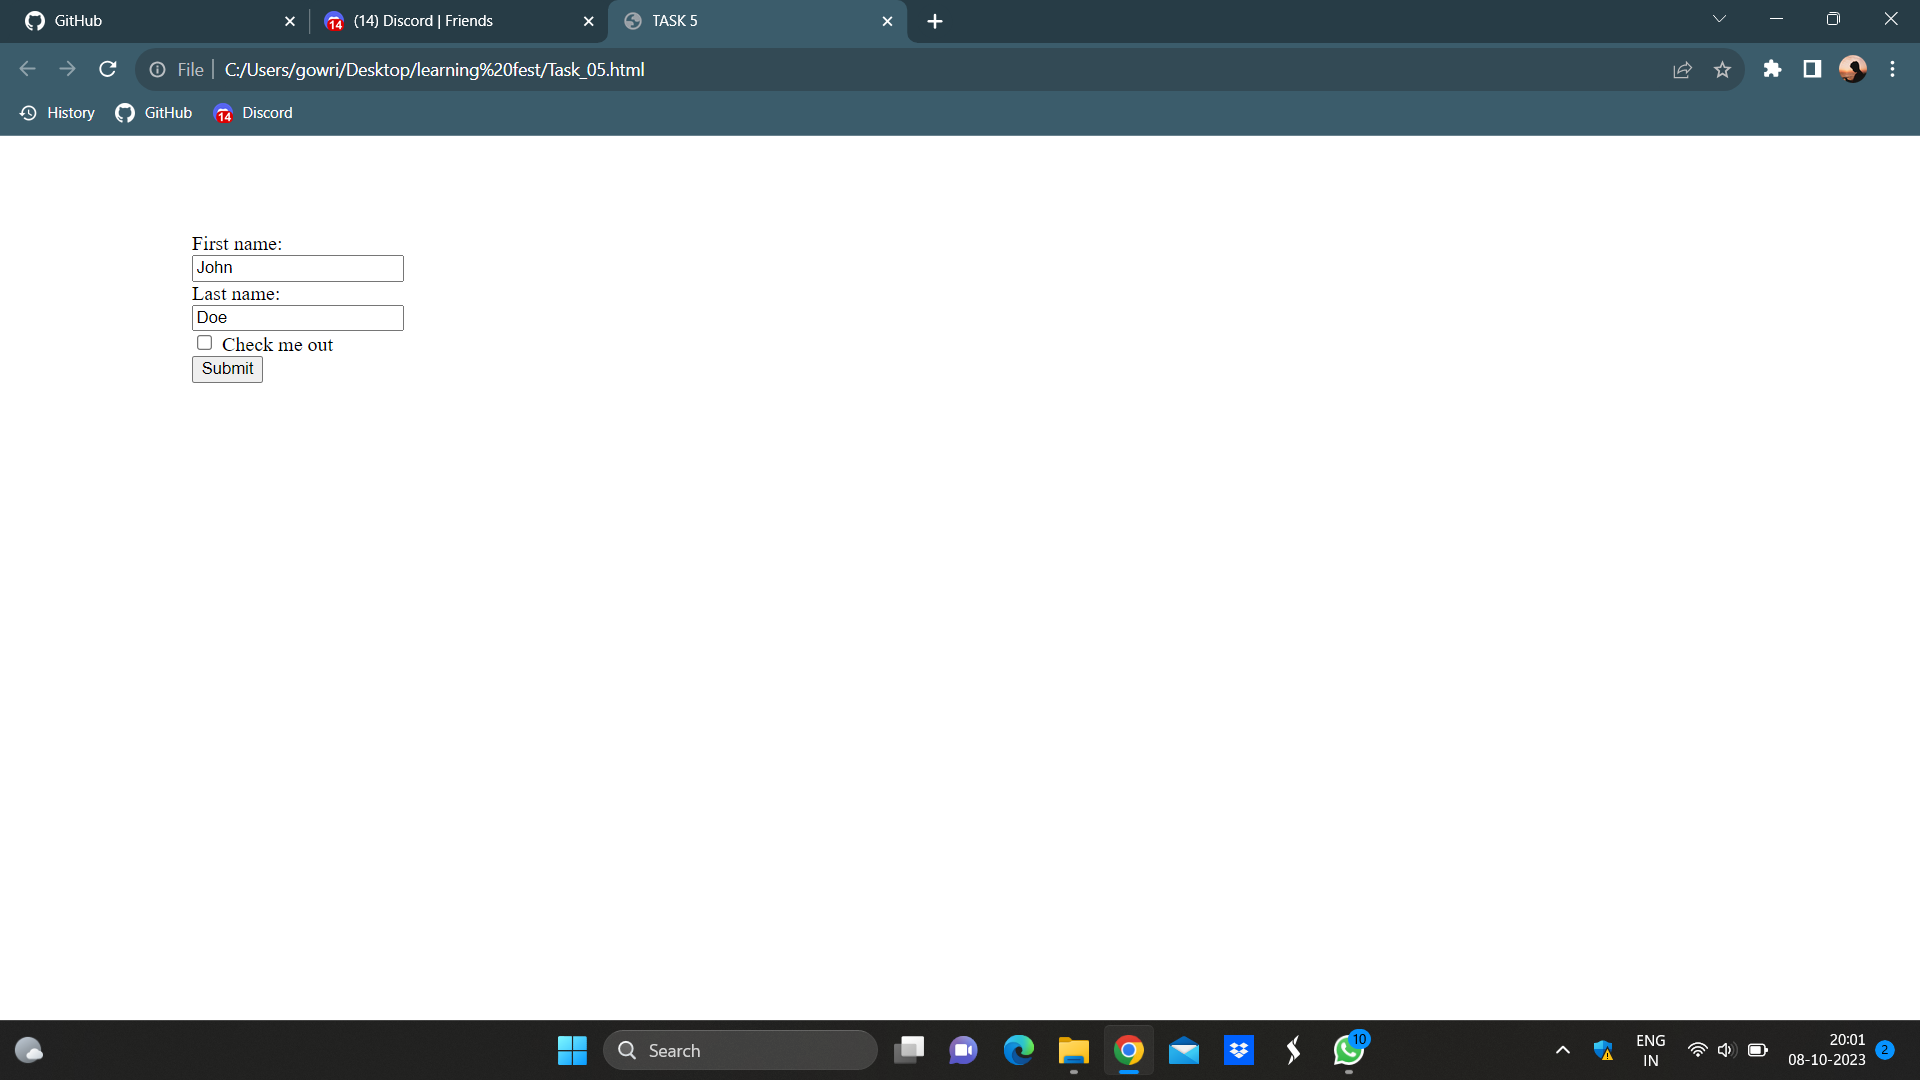 GitHub
14
(14) Discord | Friends
TASK 5
File
C:/Users/gowri/Desktop/learning%20fest/Task_05.html
History
GitHub
14
Discord
First name:
John
Last name:
Doe
Check me out
Submit
Search
10
ENG
IN
20:01
08-10-2023
2